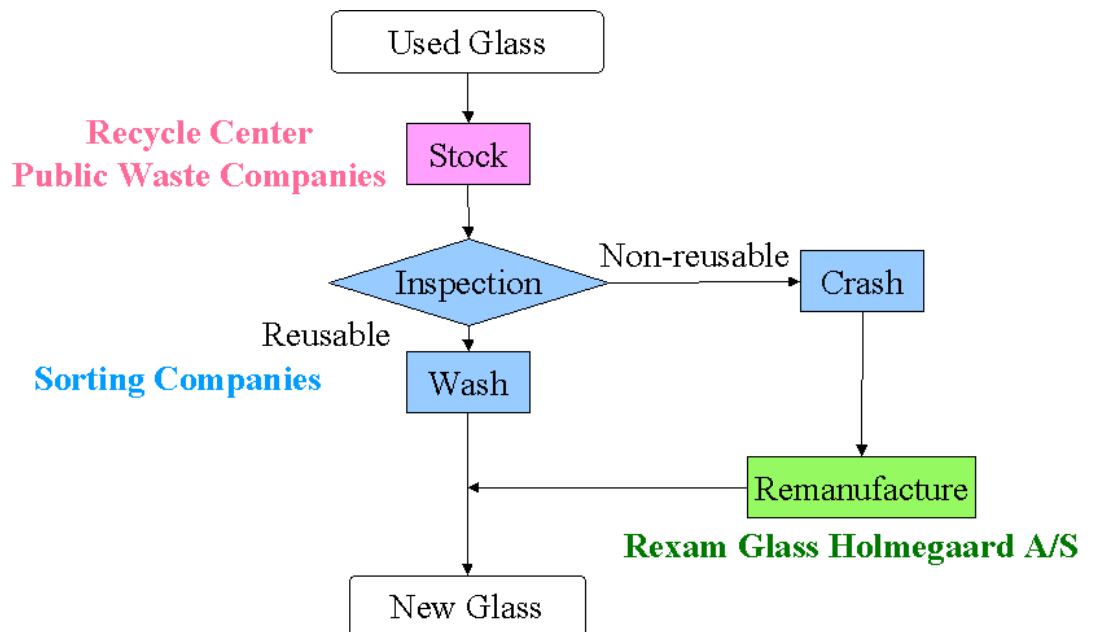 Used Glass
Recycle Center
Public Waste Companies
Stock
Inspection
Non-reusable
Crash
Reusable
Sorting Companies
Wash
Remanufacture
Rexam Glass Holmegaard A/S
New Glass